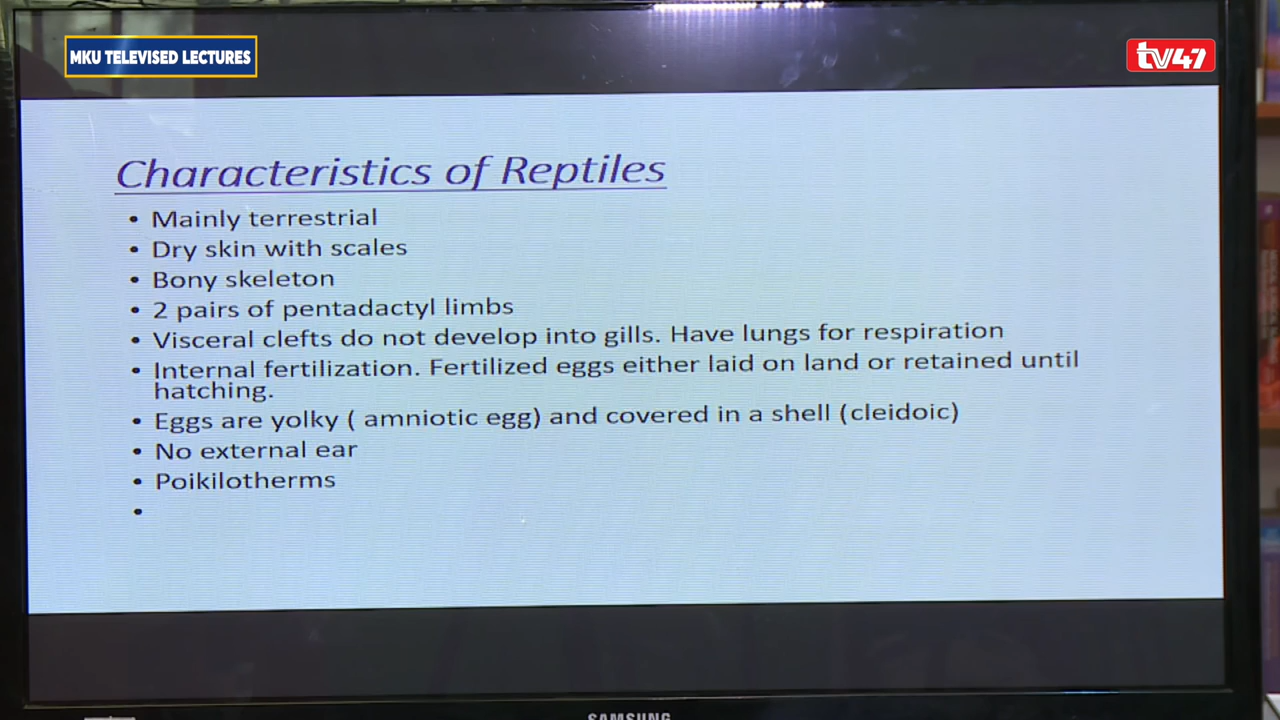 MKU TELEVISED LECTURES
tv47
Characteristics of Reptiles
• Mainly terrestrial
• Dry skin with scales
• Bony skeleton
• 2 pairs of pentadactyl limbs
• Visceral clefts do not develop into gills. Have lungs for respiration
• Internal fertilization. Fertilized eggs either laid on land or retained until
hatching.
• Eggs are yolky ( amniotic egg) and covered in a shell (cleidoic)
• No external ear
• Poikilotherms
•
SAMSUNG